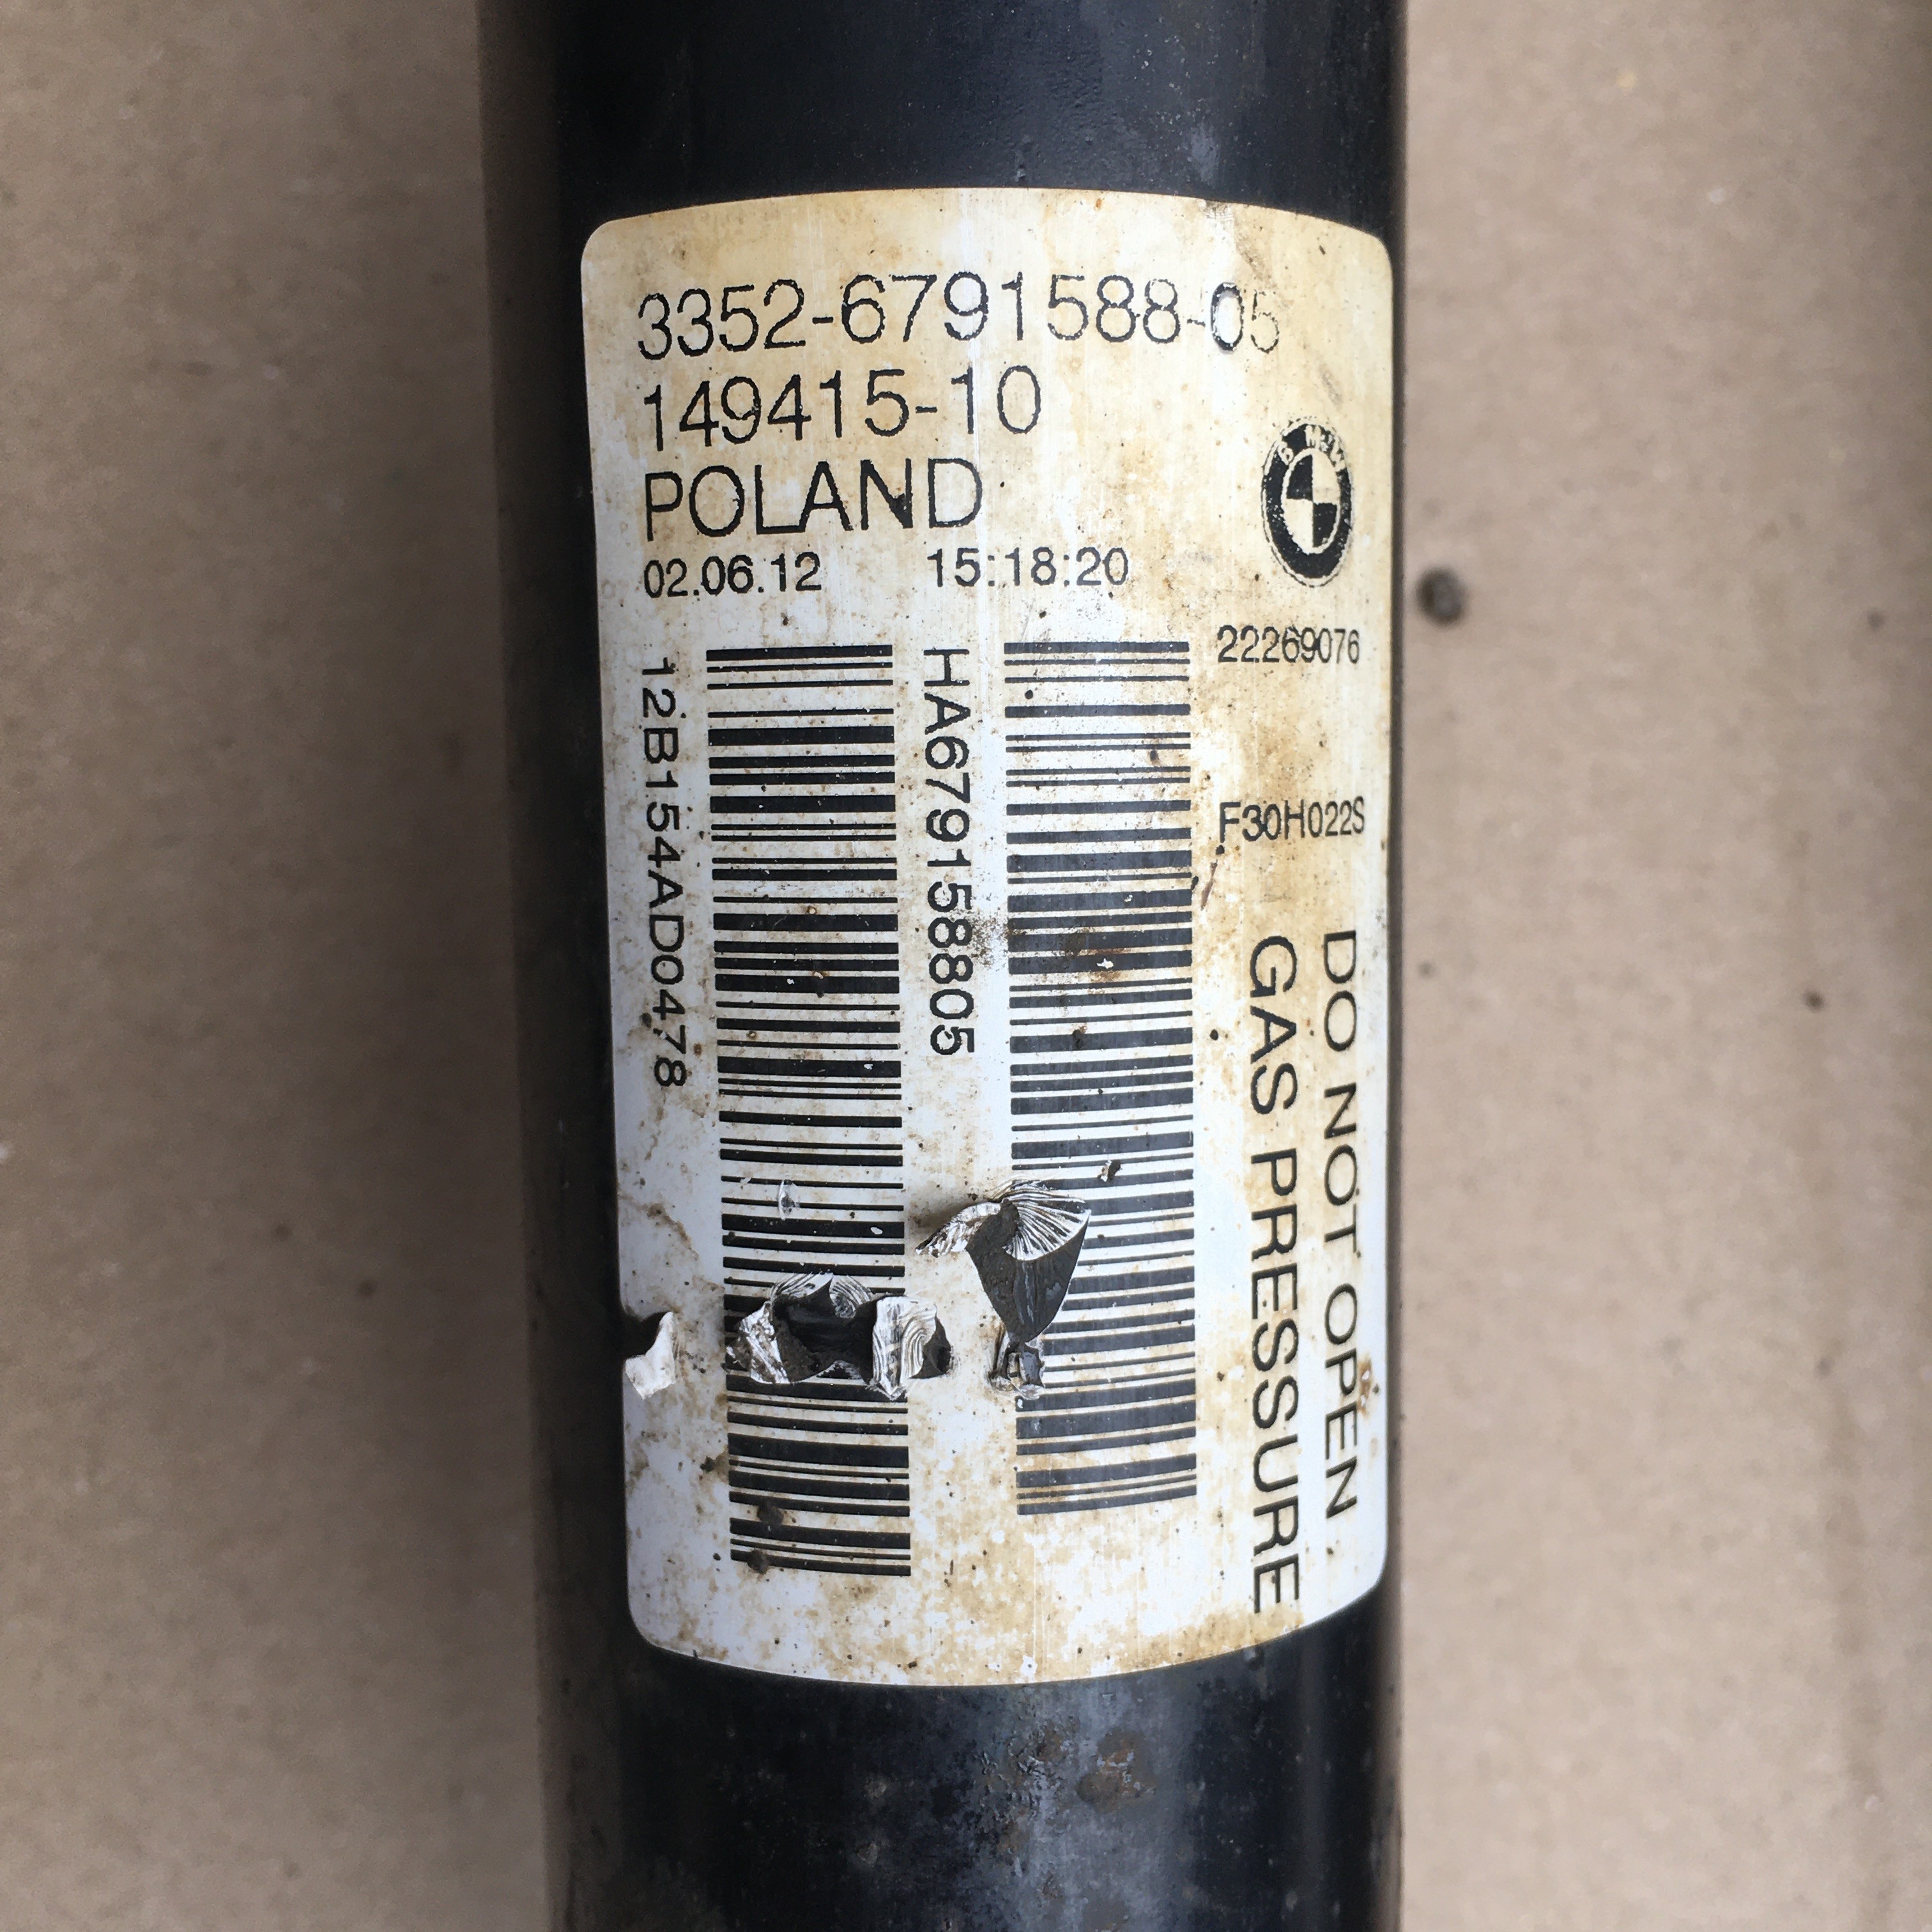 3352-6791588-05
149415-10
POLAND
02.06.12 15:18:20
BMW
22269076
F30H022S
12B154AD0478
HA679158805
DO NOT OPEN
GAS PRESSURE